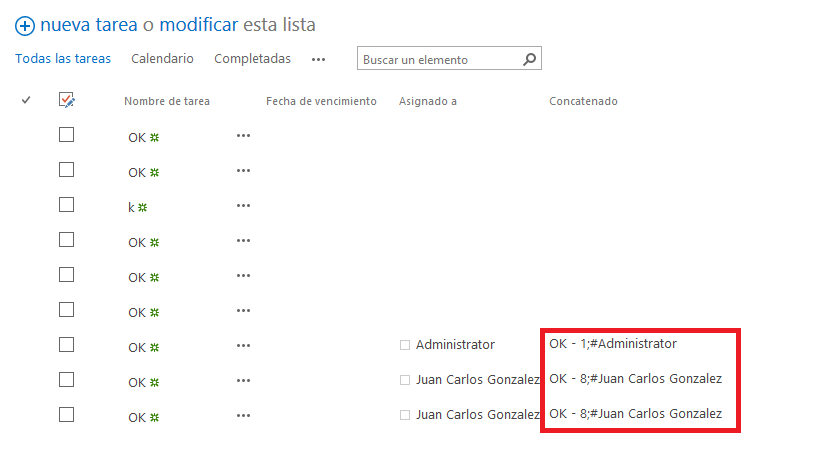 nueva tarea o modificar esta lista
Todas las tareas Calendario Completadas ••• Buscar un elemento
Nombre de tarea Fecha de vencimiento Asignado a Concatenado
OK •••
OK •••
k •••
OK •••
OK •••
OK •••
OK ••• Administrator OK - 1;#Administrator
OK ••• Juan Carlos Gonzalez OK - 8;#Juan Carlos Gonzalez
OK ••• Juan Carlos Gonzalez OK - 8;#Juan Carlos Gonzalez